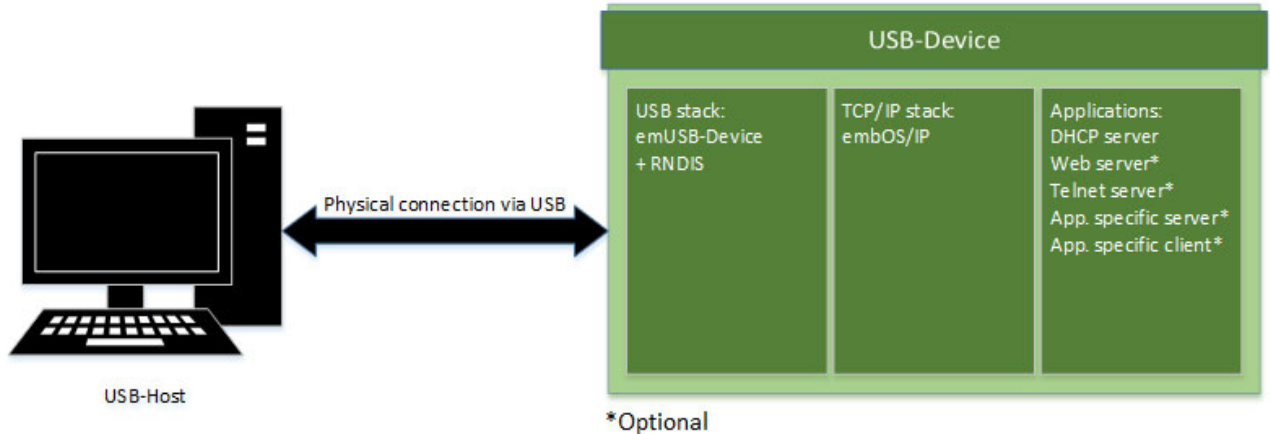 USB-Device
USB stack:
emUSB-Device
+ RNDIS
TCP/IP stack:
embOS/IP
Applications:
DHCP server
Web server*
Telnet server*
App. specific server*
App. specific client*
Physical connection via USB
USB-Host
*Optional